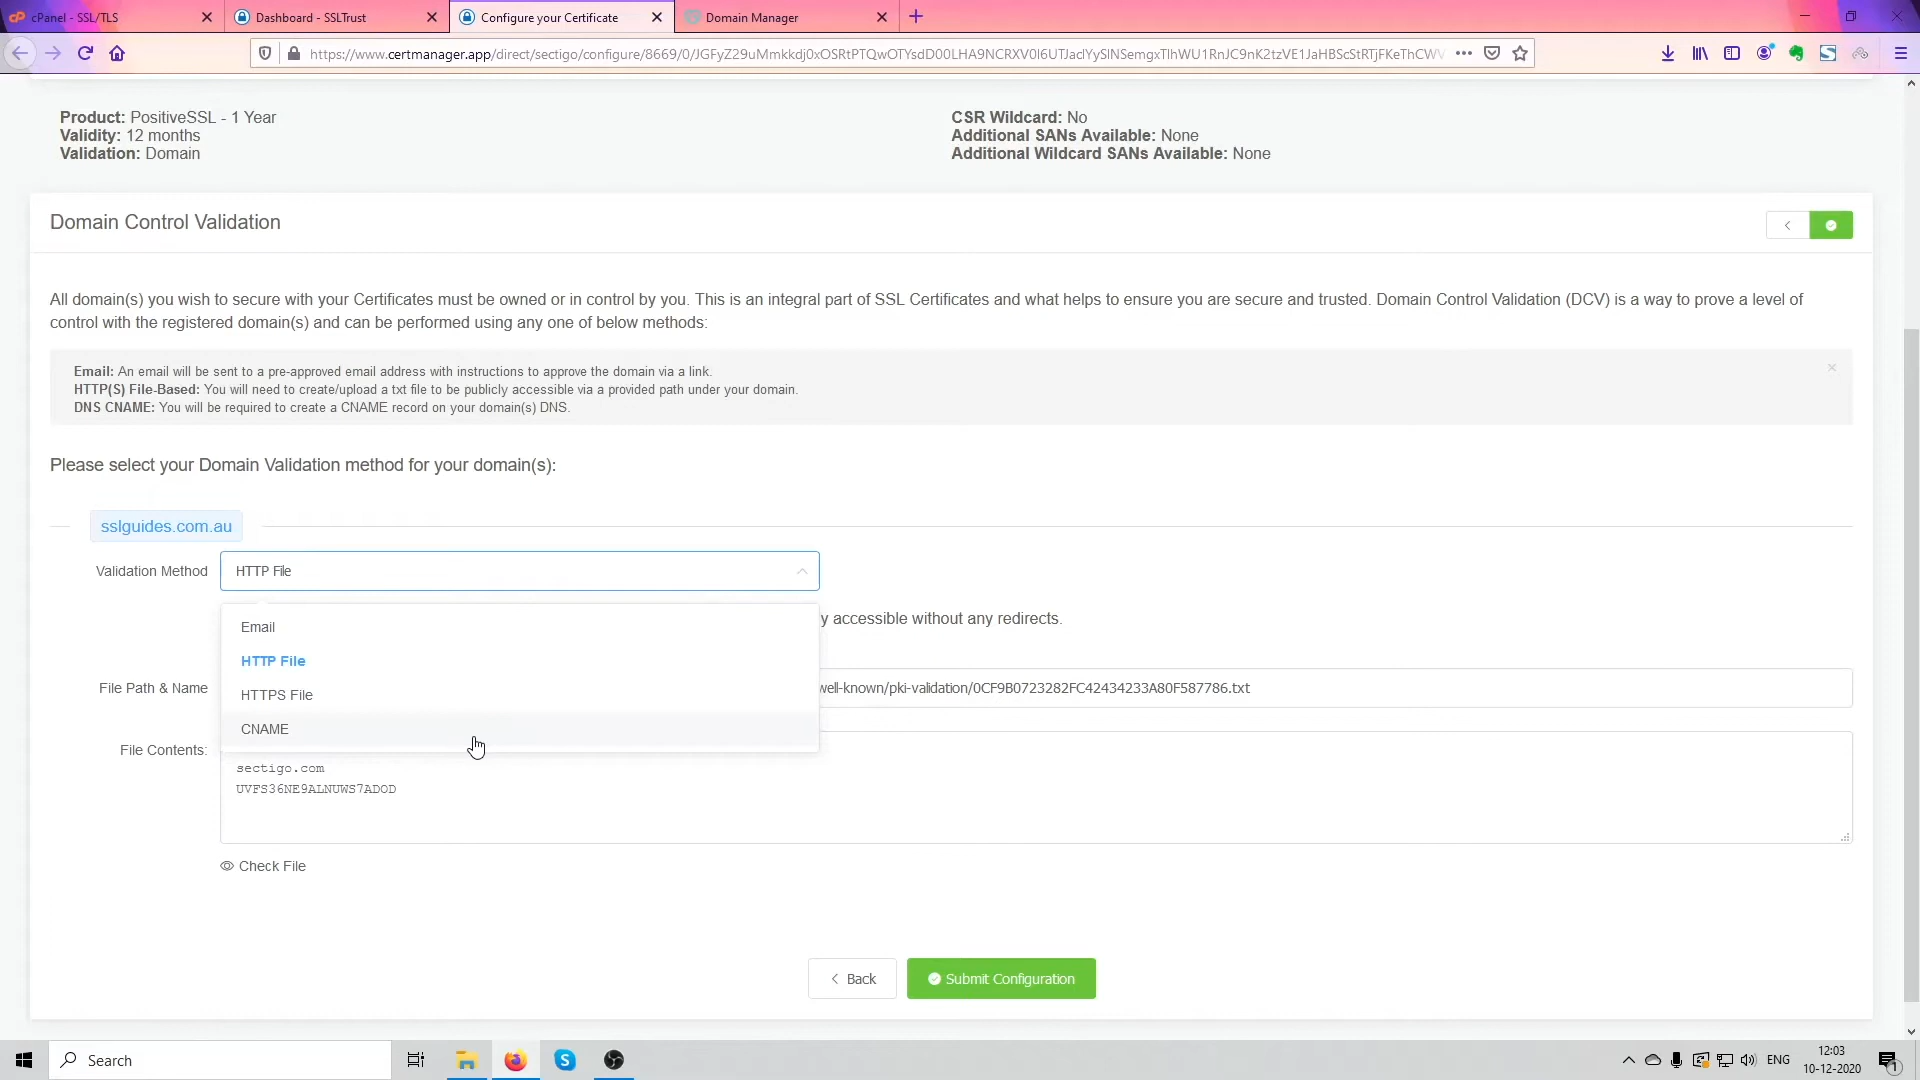 cPanel - SSL/TLS
Dashboard - SSLTrust
Configure your Certificate
Domain Manager
https://www.certmanager.app/direct/sectigo/configure/8669/0/
Product: PositiveSSL - 1 Year
Validity: 12 months
Validation: Domain
CSR Wildcard: No
Additional SANs Available: None
Additional Wildcard SANs Available: None
Domain Control Validation
All domain(s) you wish to secure with your Certificates must be owned or in control by you. This is an integral part of SSL Certificates and what helps to ensure you are secure and trusted. Domain Control Validation (DCV) is a way to prove a level of
control with the registered domain(s) and can be performed using any one of below methods:
Email: An email will be sent to a pre-approved email address with instructions to approve the domain via a link.
HTTP(S) File-Based: You will need to create/upload a txt file to be publicly accessible via a provided path under your domain.
DNS CNAME: You will be required to create a CNAME record on your domain(s) DNS.
Please select your Domain Validation method for your domain(s):
sslguides.com.au
Validation Method
HTTP File
Email
HTTP File
HTTPS File
CNAME
y accessible without any redirects.
File Path & Name
well-known/pki-validation/0CF9B0723282FC42434233A80F587786.txt
File Contents:
sectigo.com
UVFS36NE9ALNUWS7ADOD
Check File
Back
Submit Configuration
Search
ENG
12:03
10-12-2020
1